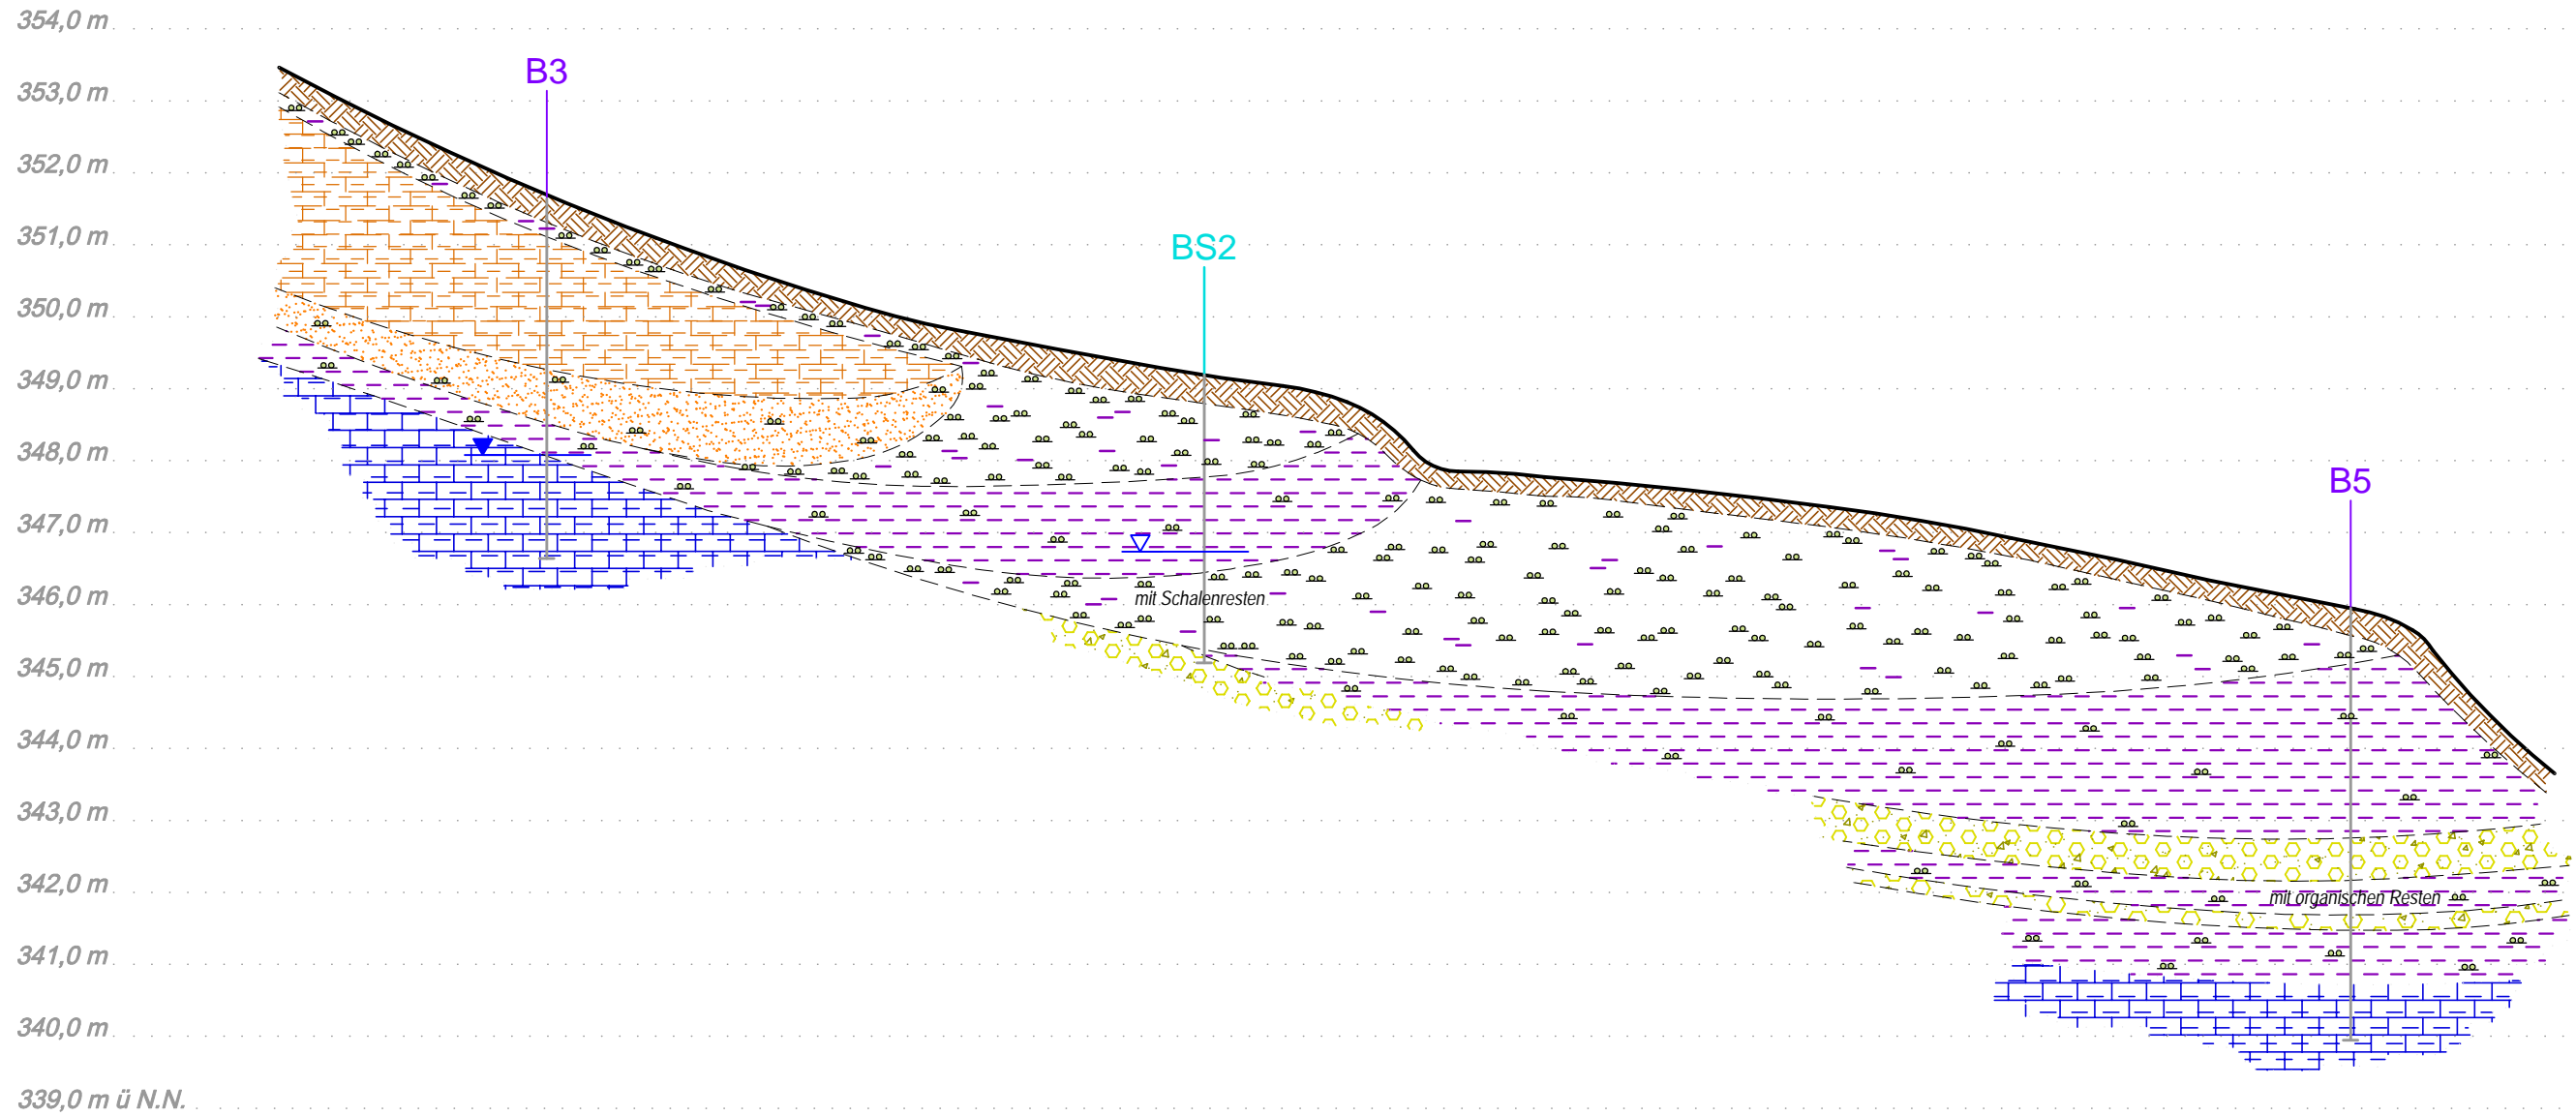 354,0 m
B3
353,0 m
352,0 m
351,0 m
BS2
350,0 m
349,0 m
348,0 m
B5
347,0 m
346,0 m
mit Schalenresten
345,0 m
344,0 m
343,0 m
342,0 m
mit organischen Resten
341,0 m
340,0 m
339,0 m ü N.N.